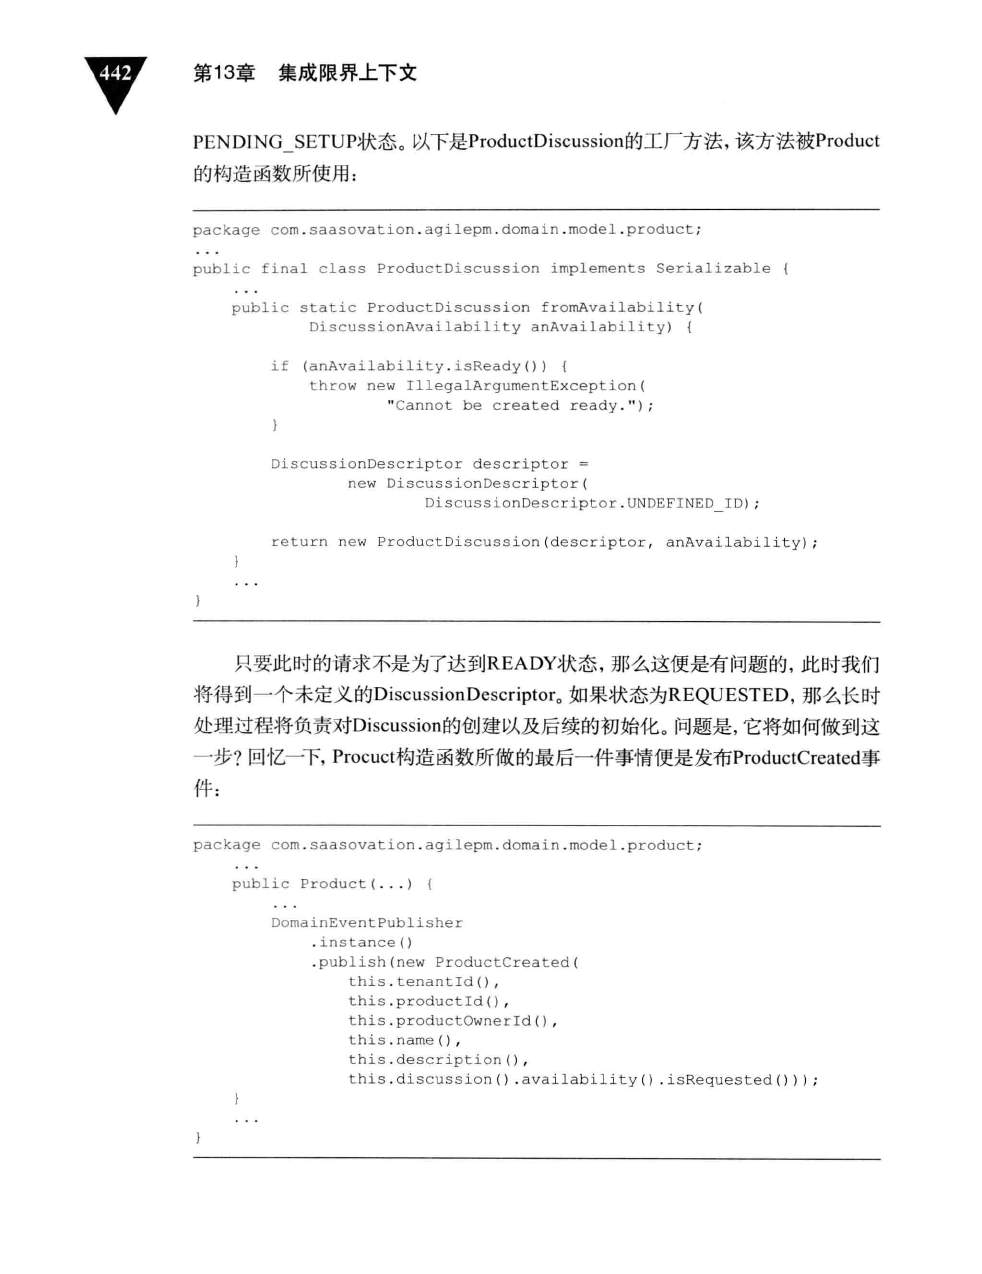 442
第13章 集成限界上下文
PENDING_SETUP状态。以下是ProductDiscussion的工厂方法, 该方法被Product
的构造函数所使用:
package com.saasovation.agilepm.domain.model.product;
...
public final class ProductDiscussion implements Serializable {
    ...
    public static ProductDiscussion fromAvailability(
            DiscussionAvailability anAvailability) {
        if (anAvailability.isReady()) {
            throw new IllegalArgumentException(
                    "Cannot be created ready.");
        }
        DiscussionDescriptor descriptor =
                new DiscussionDescriptor(
                        DiscussionDescriptor.UNDEFINED_ID);
        return new ProductDiscussion(descriptor, anAvailability);
    }
    ...
}
只要此时的请求不是为了达到READY状态, 那么这便是有问题的, 此时我们
将得到一个未定义的DiscussionDescriptor。如果状态为REQUESTED, 那么长时
处理过程将负责对Discussion的创建以及后续的初始化。问题是, 它将如何做到这
一步? 回忆一下, Procuct构造函数所做的最后一件事情便是发布ProductCreated事
件:
package com.saasovation.agilepm.domain.model.product;
    ...
    public Product(...) {
        ...
        DomainEventPublisher
            .instance()
            .publish(new ProductCreated(
                this.tenantId(),
                this.productId(),
                this.productOwnerId(),
                this.name(),
                this.description(),
                this.discussion().availability().isRequested()));
    }
    ...
}